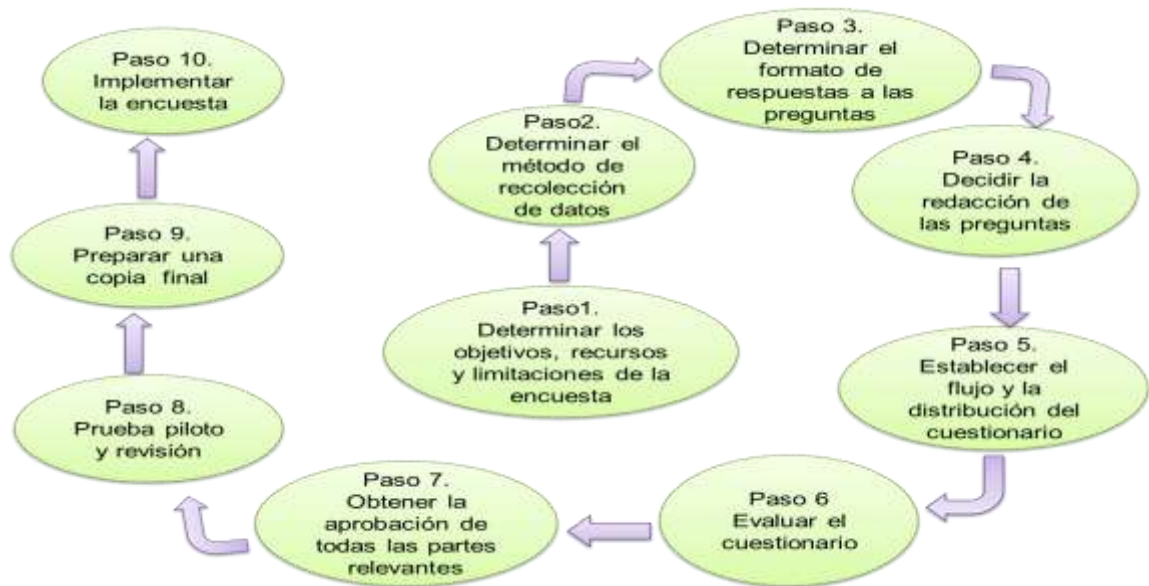 Paso1.
Determinar los
objetivos, recursos
y limitaciones de la
encuesta
Paso2.
Determinar el
método de
recolección
de datos
Paso 3.
Determinar el
formato de
respuestas a las
preguntas
Paso 4.
Decidir la
redacción de
las preguntas
Paso 5.
Establecer el
flujo y la
distribución del
cuestionario
Paso 6
Evaluar el
cuestionario
Paso 7.
Obtener la
aprobación de
todas las partes
relevantes
Paso 8.
Prueba piloto
y revisión
Paso 9.
Preparar una
copia final
Paso 10.
Implementar
la encuesta